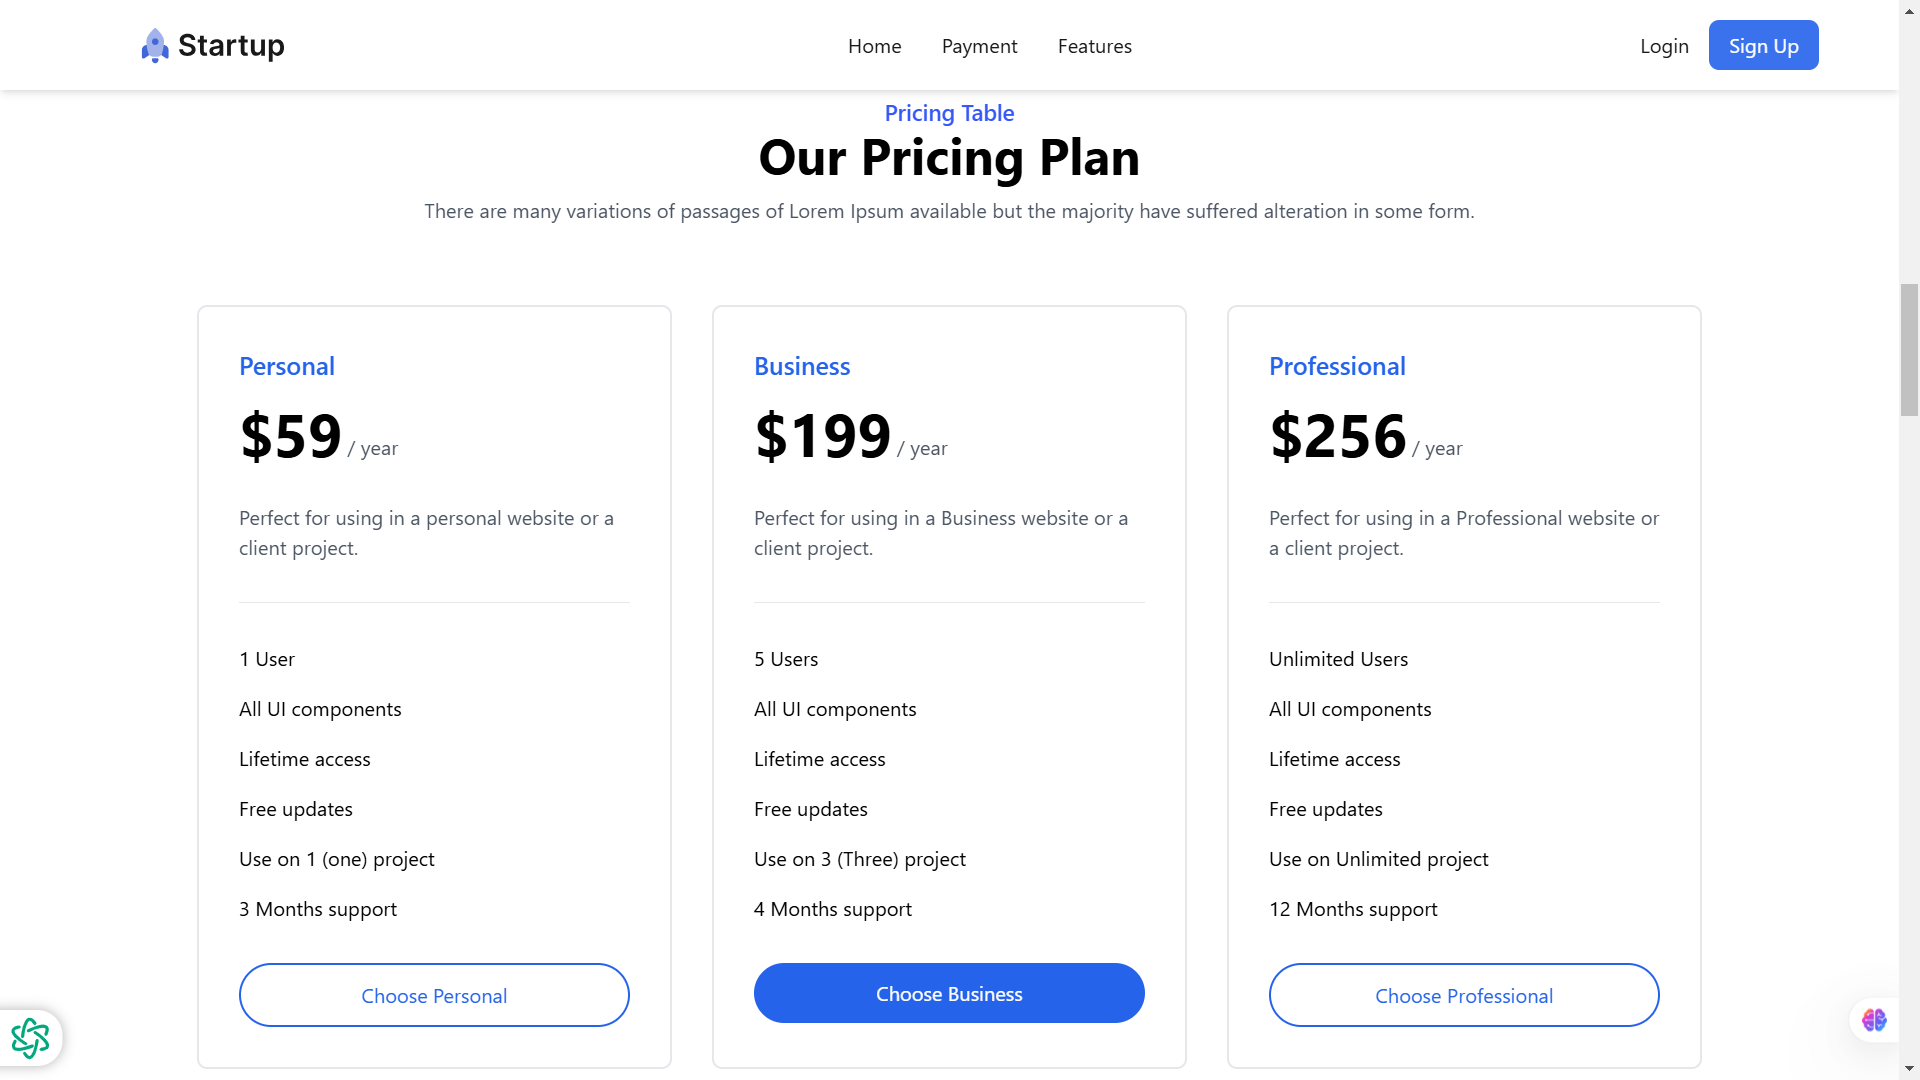 Startup
Home
Payment
Features
Login
Sign Up
Pricing Table
Our Pricing Plan
There are many variations of passages of Lorem Ipsum available but the majority have suffered alteration in some form.
Personal
$59 / year
Perfect for using in a personal website or a
client project.
1 User
All UI components
Lifetime access
Free updates
Use on 1 (one) project
3 Months support
Choose Personal
Business
$199 / year
Perfect for using in a Business website or a
client project.
5 Users
All UI components
Lifetime access
Free updates
Use on 3 (Three) project
4 Months support
Choose Business
Professional
$256 / year
Perfect for using in a Professional website or
a client project.
Unlimited Users
All UI components
Lifetime access
Free updates
Use on Unlimited project
12 Months support
Choose Professional